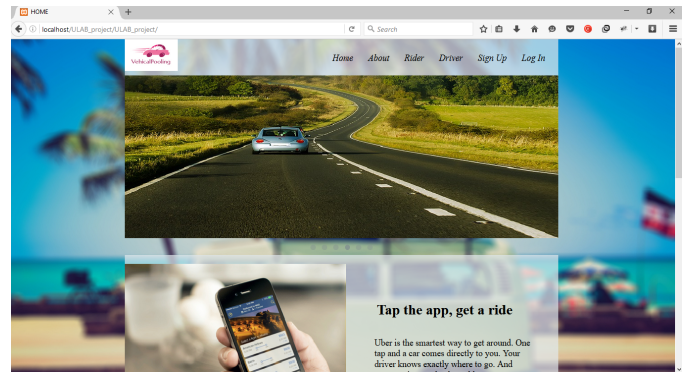 HOME
localhost/ULAB_project/ULAB_project/
Search
VehicalPooling
Home About Rider Driver Sign Up Log In
Tap the app, get a ride
Uber is the smartest way to get around. One
tap and a car comes directly to you. Your
driver knows exactly where to go. And